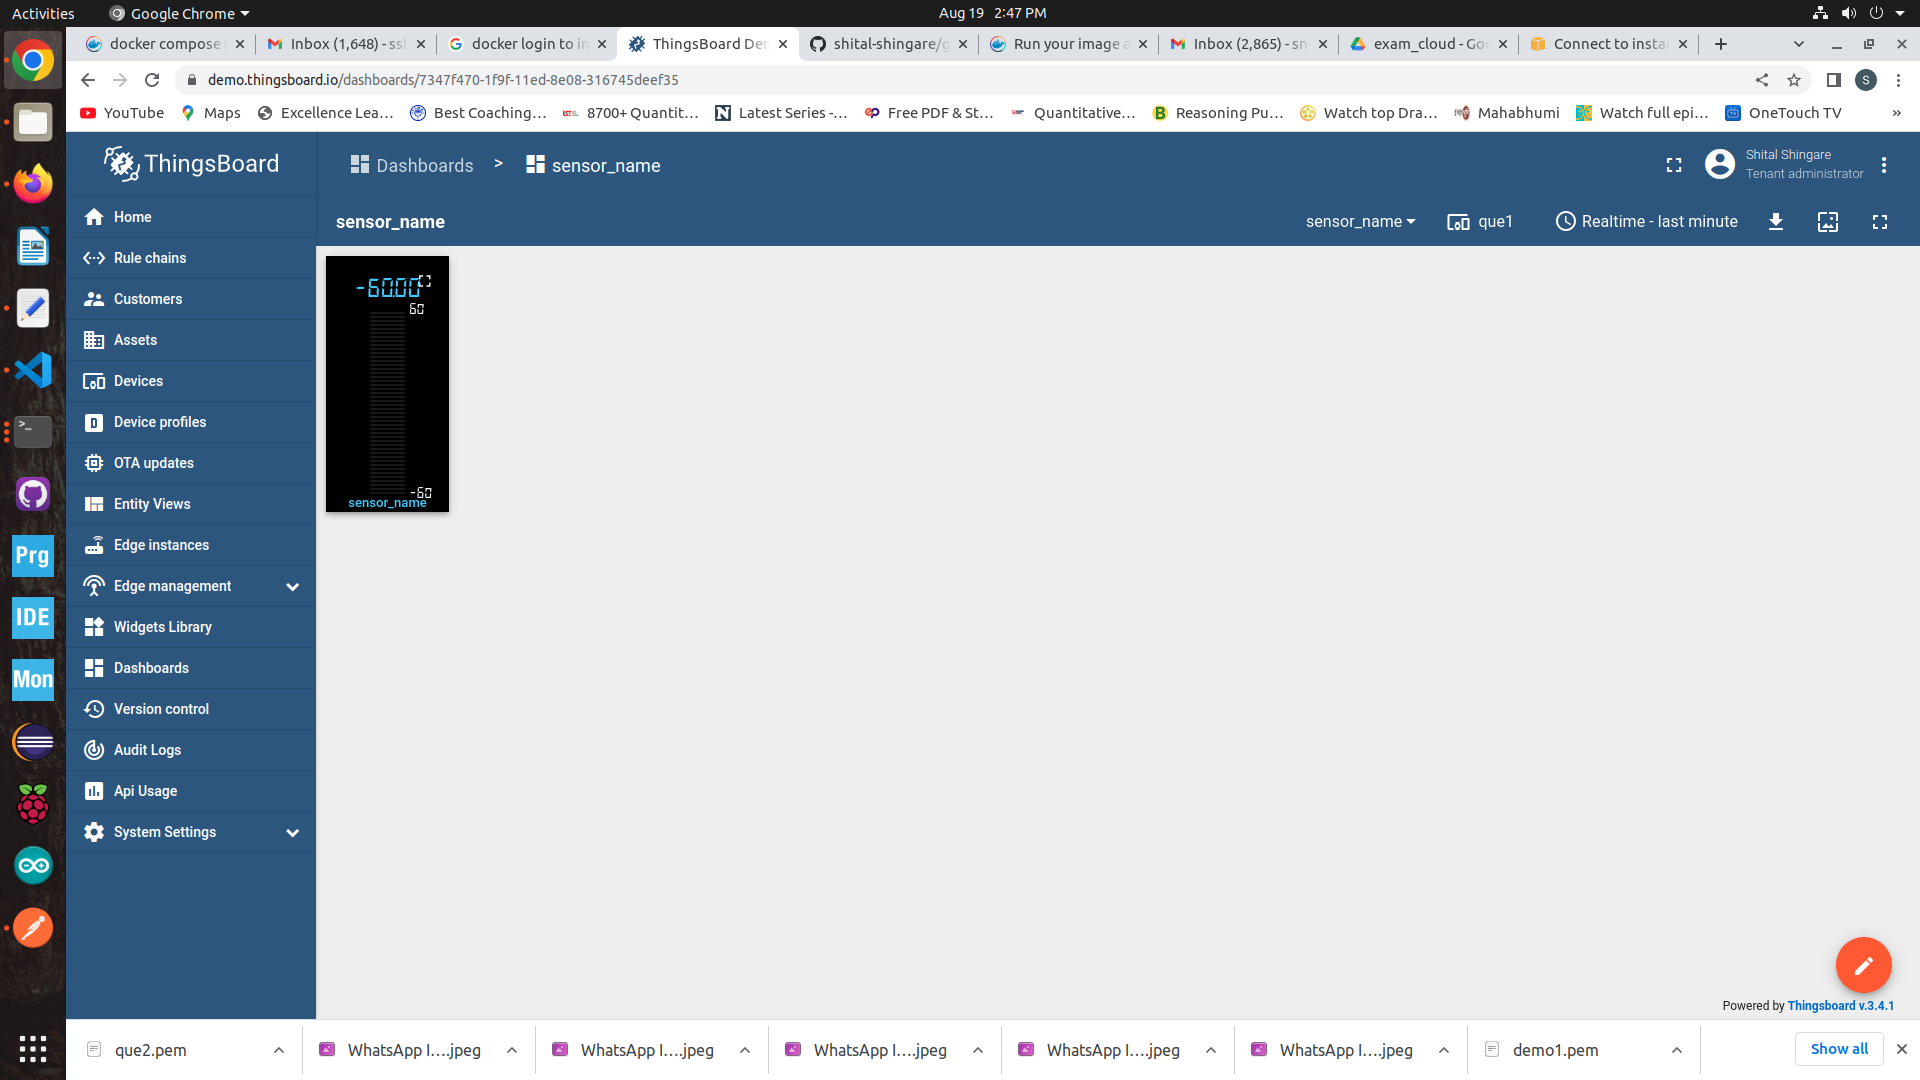 Activities
Google Chrome
Aug 19 2:47 PM
docker compose
Inbox (1,648) - ss
docker login to in
ThingsBoard De
shital-shingare/g
Run your image a
Inbox (2,865) - sn
exam_cloud - Goo
Connect to insta
demo.thingsboard.io/dashboards/7347f470-1f9f-11ed-8e08-316745deef35
S
YouTube
Maps
Excellence Lea...
Best Coaching...
8700+ Quantit...
Latest Series -...
Free PDF & St...
Quantitative...
Reasoning Pu...
Watch top Dra...
Mahabhumi
Watch full epi...
OneTouch TV
»
ThingsBoard
Dashboards > sensor_name
Shital Shingare
Tenant administrator
sensor_name
sensor_name
que1
Realtime - last minute
Home
Rule chains
Customers
Assets
Devices
Device profiles
OTA updates
Entity Views
Edge instances
Edge management
Widgets Library
Dashboards
Version control
Audit Logs
Api Usage
System Settings
-60.00
60
-60
sensor_name
Prg
IDE
Mon
Powered by Thingsboard v.3.4.1
que2.pem
WhatsApp I....jpeg
WhatsApp I....jpeg
WhatsApp I....jpeg
WhatsApp I....jpeg
WhatsApp I....jpeg
demo1.pem
Show all